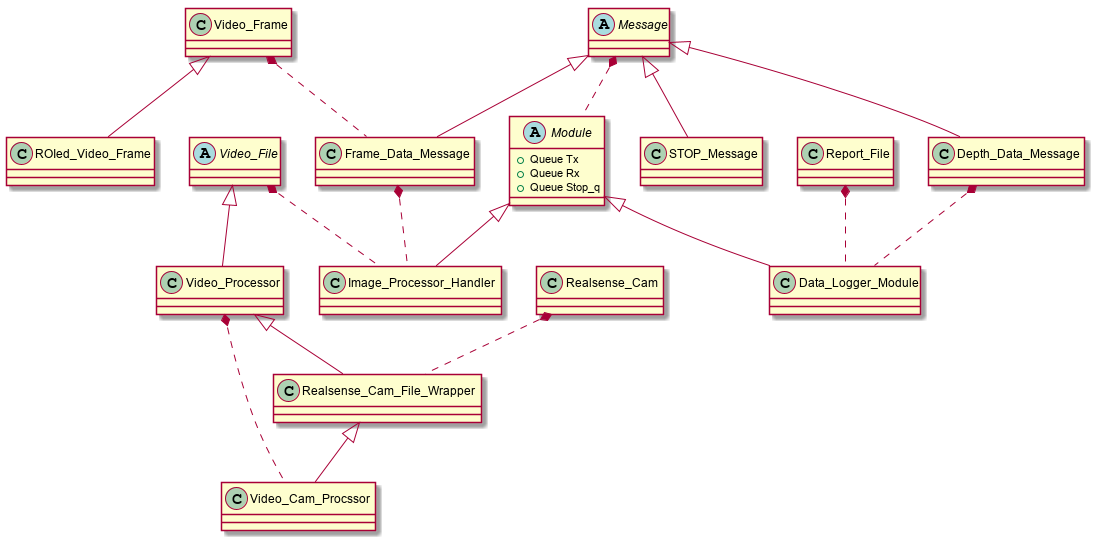 C Video_Frame
A Message
C ROIed_Video_Frame
A Video_File
C Frame_Data_Message
A Module
Queue Tx
Queue Rx
Queue Stop_q
C STOP_Message
C Report_File
C Depth_Data_Message
C Video_Processor
C Image_Processor_Handler
C Realsense_Cam
C Data_Logger_Module
C Realsense_Cam_File_Wrapper
C Video_Cam_Procssor